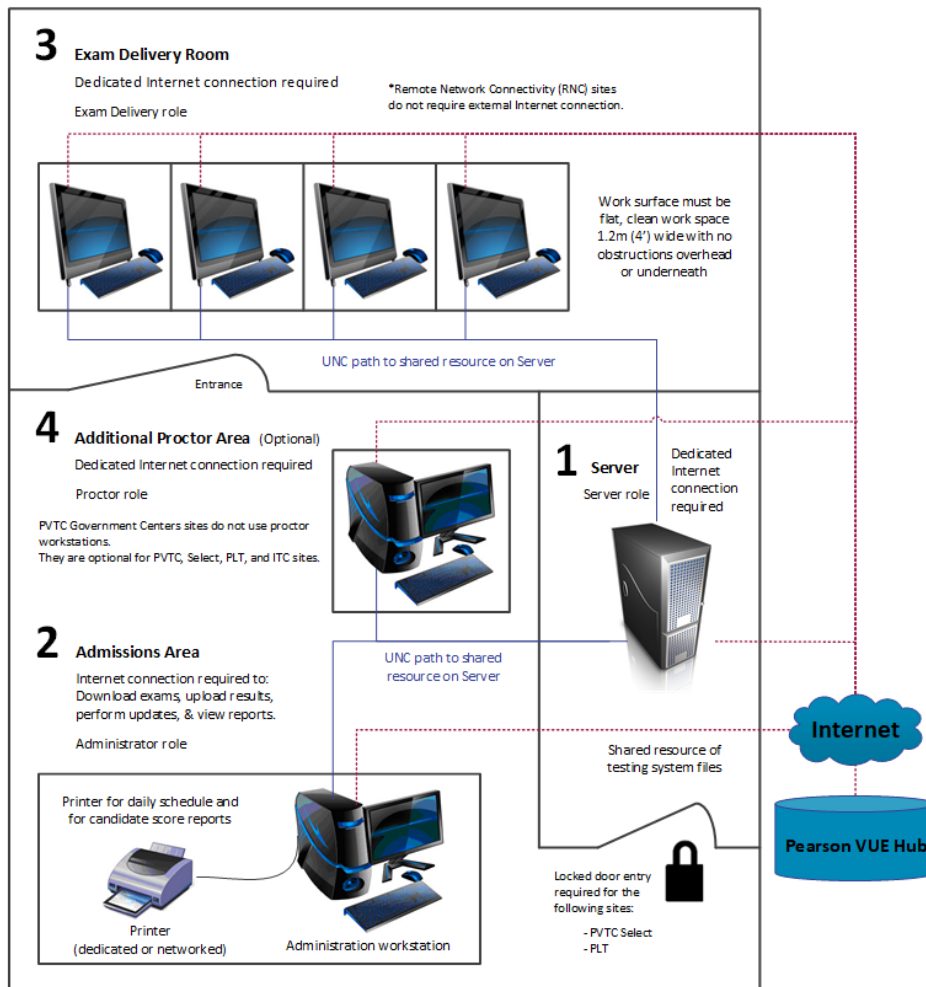 3 Exam Delivery Room
Dedicated Internet connection required
Exam Delivery role
*Remote Network Connectivity (RNC) sites
do not require external Internet connection.
Work surface must be
flat, clean work space
1.2m (4') wide with no
obstructions overhead
or underneath
UNC path to shared resource on Server
Entrance
4 Additional Proctor Area (Optional)
Dedicated Internet connection required
Proctor role
PVTC Government Centers sites do not use proctor
workstations.
They are optional for PVTC, Select, PLT, and ITC sites.
1 Server
Server role
Dedicated
Internet
connection
required
2 Admissions Area
Internet connection required to:
Download exams, upload results,
perform updates, & view reports.
Administrator role
UNC path to shared
resource on Server
Shared resource of
testing system files
Internet
Pearson VUE Hub
Printer for daily schedule and
for candidate score reports
Printer
(dedicated or networked)
Administration workstation
Locked door entry
required for the
following sites:
- PVTC Select
- PLT